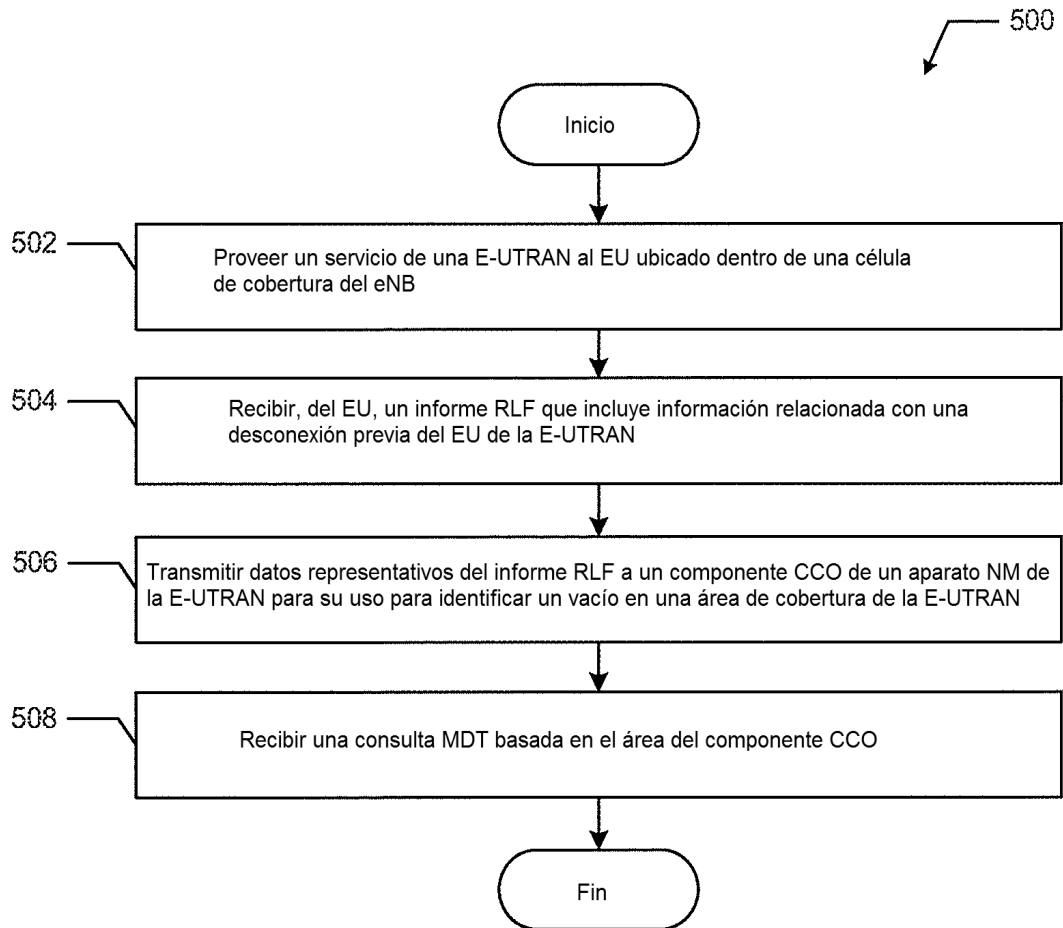 500
Inicio
502
Proveer un servicio de una E-UTRAN al EU ubicado dentro de una célula
de cobertura del eNB
504
Recibir, del EU, un informe RLF que incluye información relacionada con una
desconexión previa del EU de la E-UTRAN
506
Transmitir datos representativos del informe RLF a un componente CCO de un aparato NM de
la E-UTRAN para su uso para identificar un vacío en una área de cobertura de la E-UTRAN
508
Recibir una consulta MDT basada en el área del componente CCO
Fin